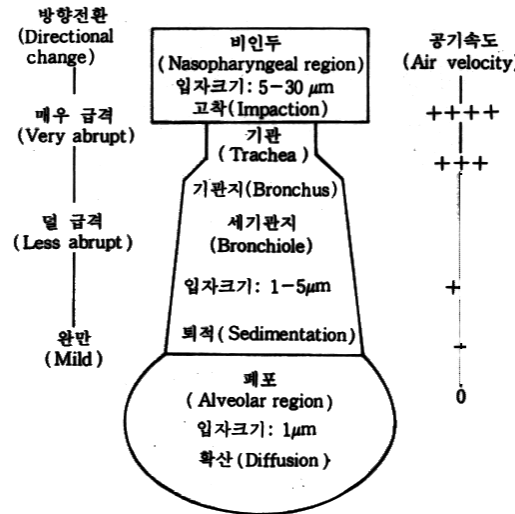 방향전환
(Directional
change)
매우 급격
(Very abrupt)
덜 급격
(Less abrupt)
완만
(Mild)
비인두
(Nasopharyngeal region)
입자크기: 5-30 μm
고착(Impaction)
기관
(Trachea)
기관지(Bronchus)
세기관지
(Bronchiole)
입자크기: 1-5μm
퇴적(Sedimentation)
폐포
(Alveolar region)
입자크기: 1μm
확산(Diffusion)
공기속도
(Air velocity)
++++
+++
+
+
0